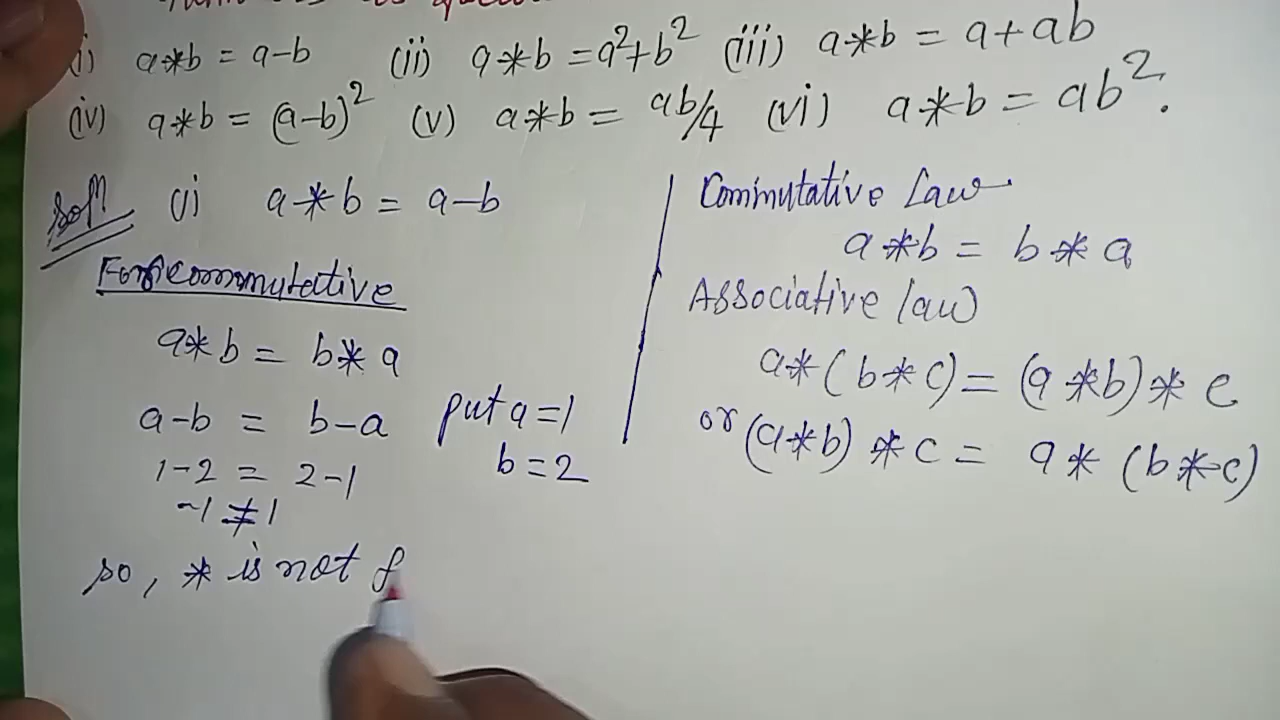 (i) a*b = a-b (ii) a*b = a²+b² (iii) a*b = a+ab
(iv) a*b = (a-b)² (v) a*b = ab/4 (vi) a*b = ab².
Solⁿ (i) a*b = a-b
For commutative
a*b = b*a
a-b = b-a put a=1
1-2 = 2-1 b=2
-1 ≠ 1
so, * is not
Commutative Law
a*b = b*a
Associative law
a*(b*c) = (a*b)*c
or (a*b)*c = a*(b*c)